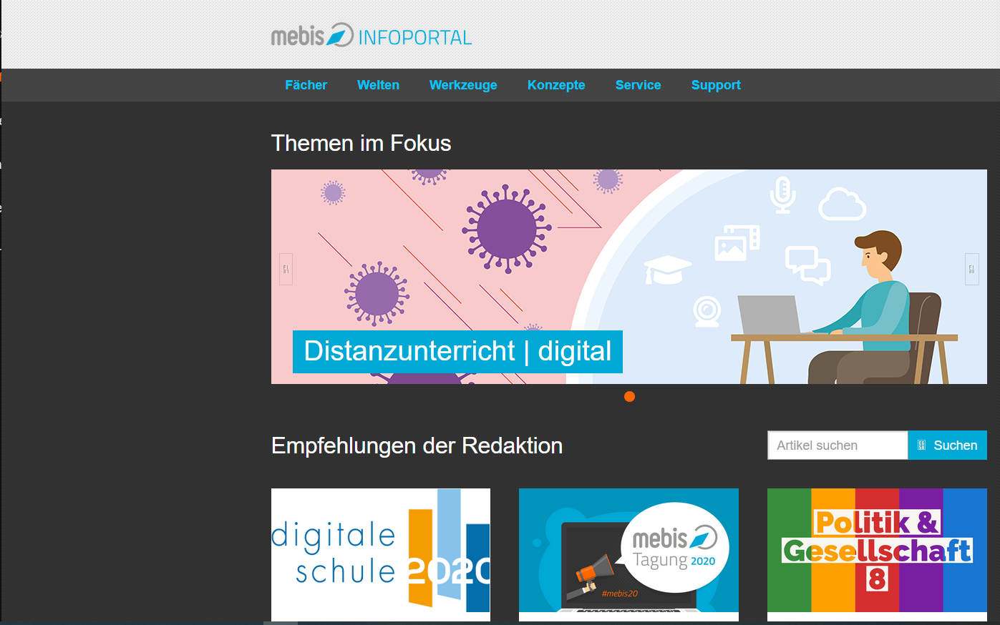 mebis INFOPORTAL
Fächer Welten Werkzeuge Konzepte Service Support
Themen im Fokus
Distanzunterricht | digital
Empfehlungen der Redaktion
Artikel suchen
Suchen
digitale
schule
2020
mebis
Tagung 2020
#mebis20
Politik &
Gesellschaft
8